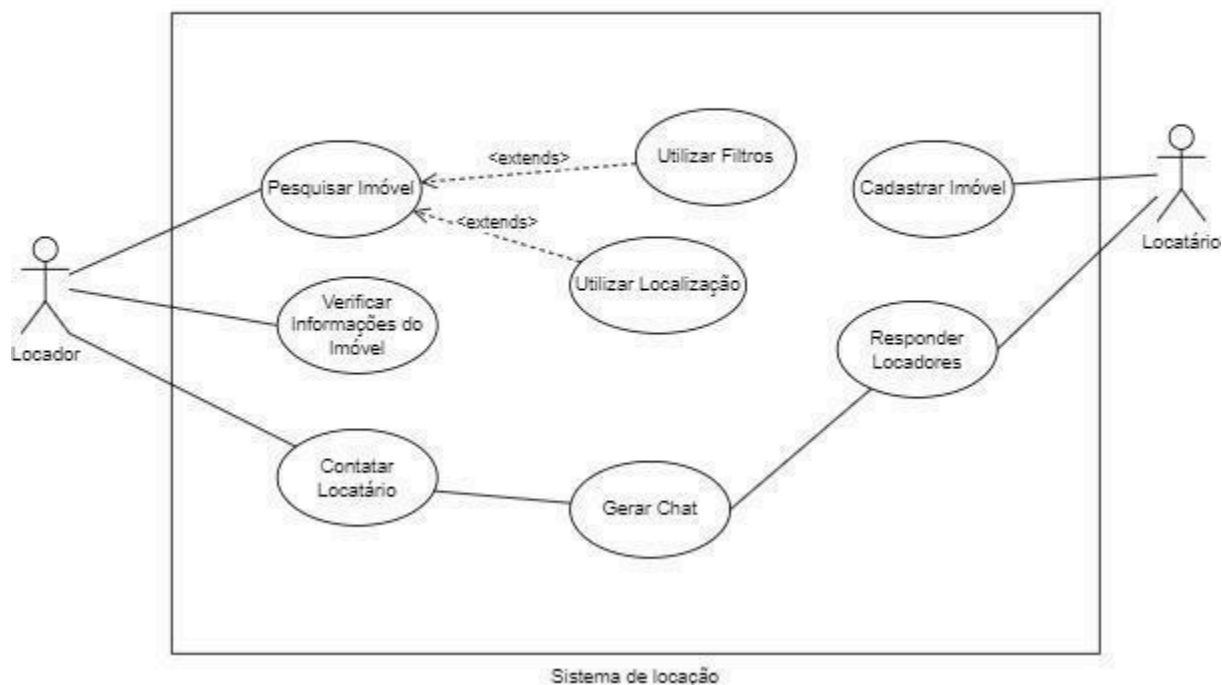 Utilizar Filtros
<extends>
Pesquisar Imóvel
Cadastrar Imóvel
<extends>
Locatário
Utilizar Localização
Verificar
Informações do
Imóvel
Responder
Locadores
Locador
Contatar
Locatário
Gerar Chat
Sistema de locação